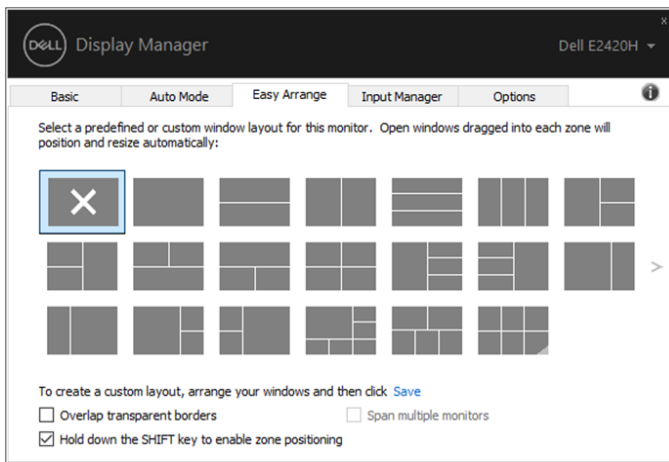 x
DELL Display Manager Dell E2420H
Basic Auto Mode Easy Arrange Input Manager Options i
Select a predefined or custom window layout for this monitor. Open windows dragged into each zone will
position and resize automatically:
>
To create a custom layout, arrange your windows and then click Save
Overlap transparent borders Span multiple monitors
Hold down the SHIFT key to enable zone positioning